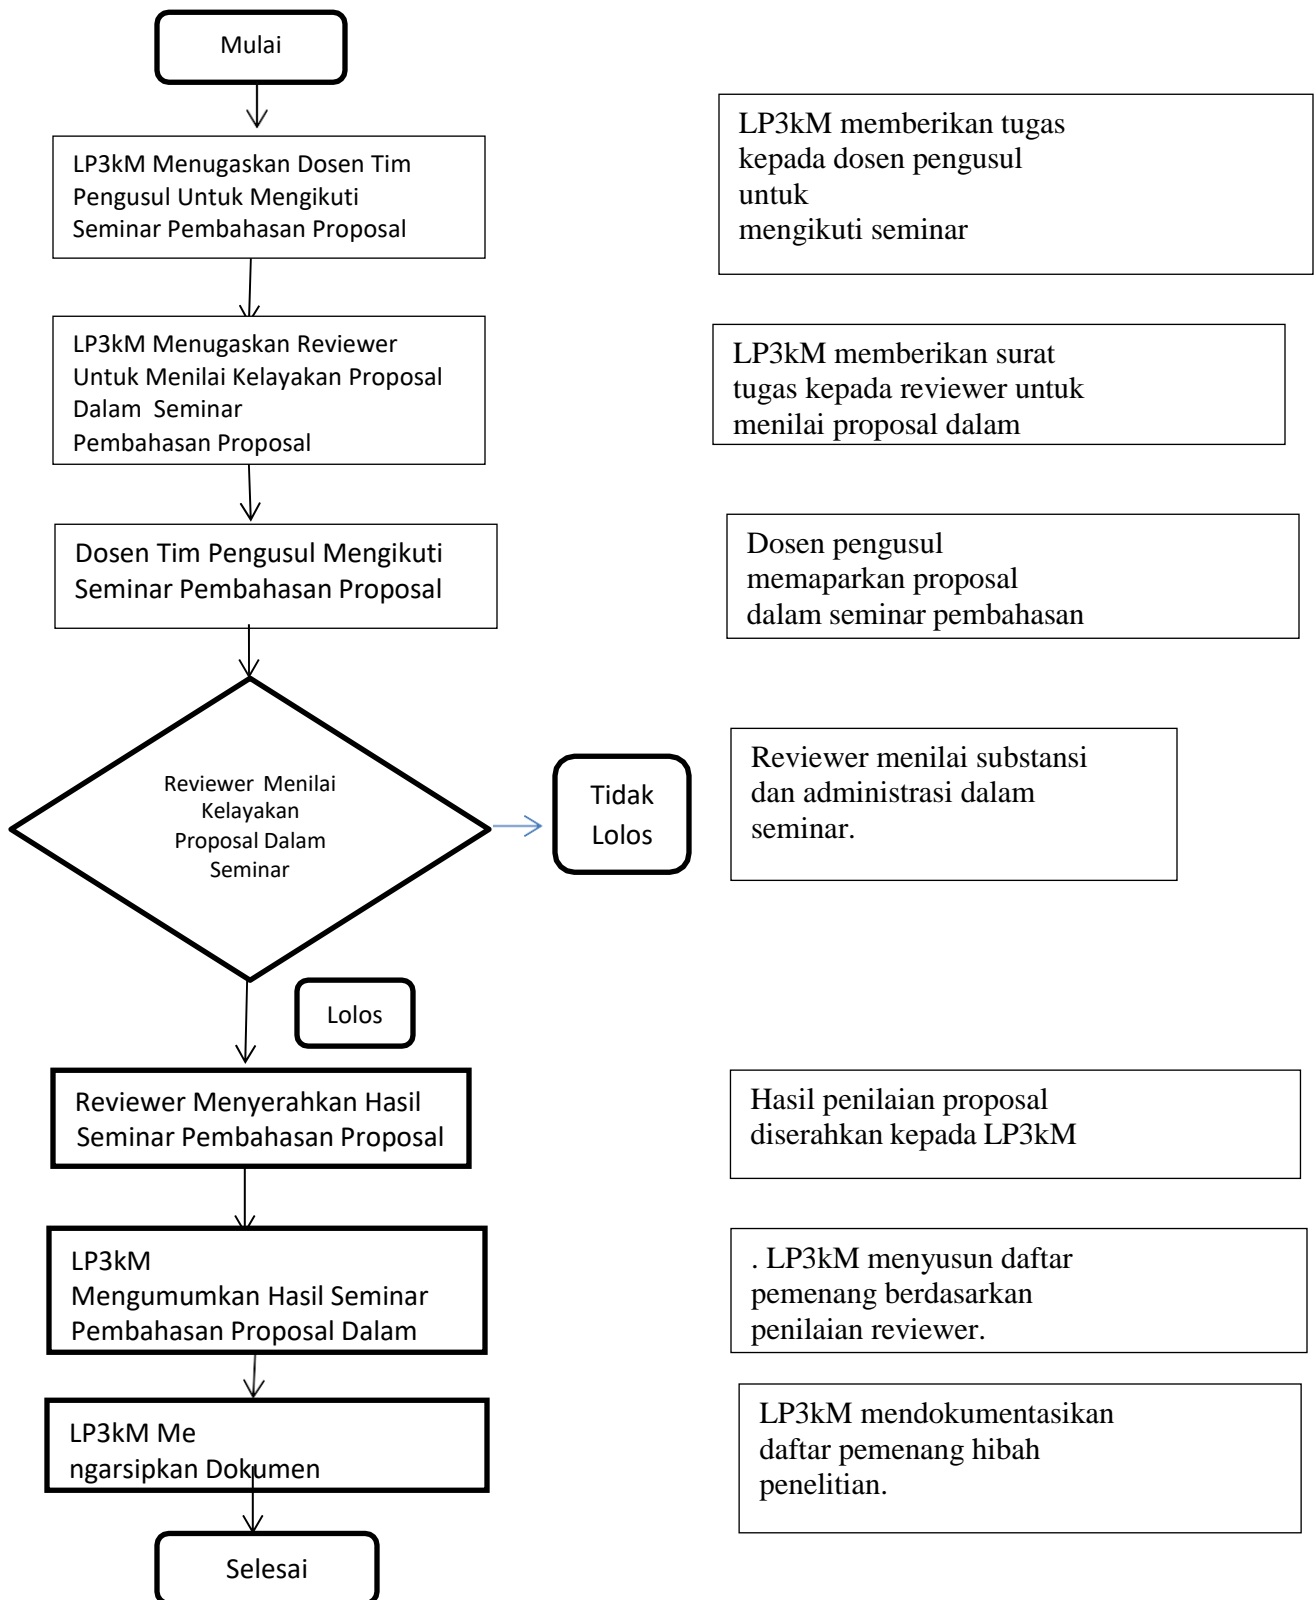 Mulai
LP3kM Menugaskan Dosen Tim
Pengusul Untuk Mengikuti
Seminar Pembahasan Proposal
LP3kM memberikan tugas
kepada dosen pengusul
untuk
mengikuti seminar
LP3kM Menugaskan Reviewer
Untuk Menilai Kelayakan Proposal
Dalam Seminar
Pembahasan Proposal
LP3kM memberikan surat
tugas kepada reviewer untuk
menilai proposal dalam
Dosen Tim Pengusul Mengikuti
Seminar Pembahasan Proposal
Dosen pengusul
memaparkan proposal
dalam seminar pembahasan
Reviewer Menilai
Kelayakan
Proposal Dalam
Seminar
Tidak
Lolos
Reviewer menilai substansi
dan administrasi dalam
seminar.
Lolos
Reviewer Menyerahkan Hasil
Seminar Pembahasan Proposal
Hasil penilaian proposal
diserahkan kepada LP3kM
LP3kM
Mengumumkan Hasil Seminar
Pembahasan Proposal Dalam
. LP3kM menyusun daftar
pemenang berdasarkan
penilaian reviewer.
LP3kM Me
ngarsipkan Dokumen
LP3kM mendokumentasikan
daftar pemenang hibah
penelitian.
Selesai